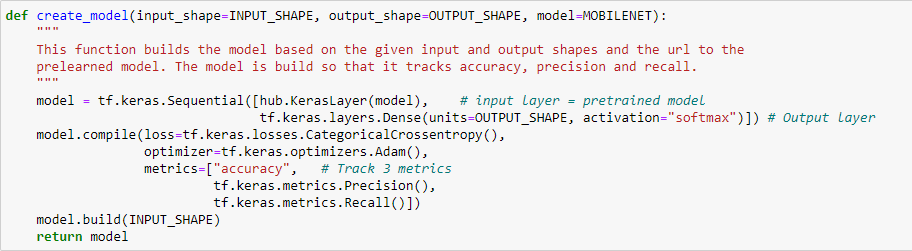 def create_model(input_shape=INPUT_SHAPE, output_shape=OUTPUT_SHAPE, model=MOBILENET):
    """
    This function builds the model based on the given input and output shapes and the url to the
    prelearned model. The model is build so that it tracks accuracy, precision and recall.
    """
    model = tf.keras.Sequential([hub.KerasLayer(model),    # input layer = pretrained model
                                 tf.keras.layers.Dense(units=OUTPUT_SHAPE, activation="softmax")]) # Output layer
    model.compile(loss=tf.keras.losses.CategoricalCrossentropy(),
                  optimizer=tf.keras.optimizers.Adam(),
                  metrics=["accuracy",   # Track 3 metrics
                           tf.keras.metrics.Precision(),
                           tf.keras.metrics.Recall()])
    model.build(INPUT_SHAPE)
    return model